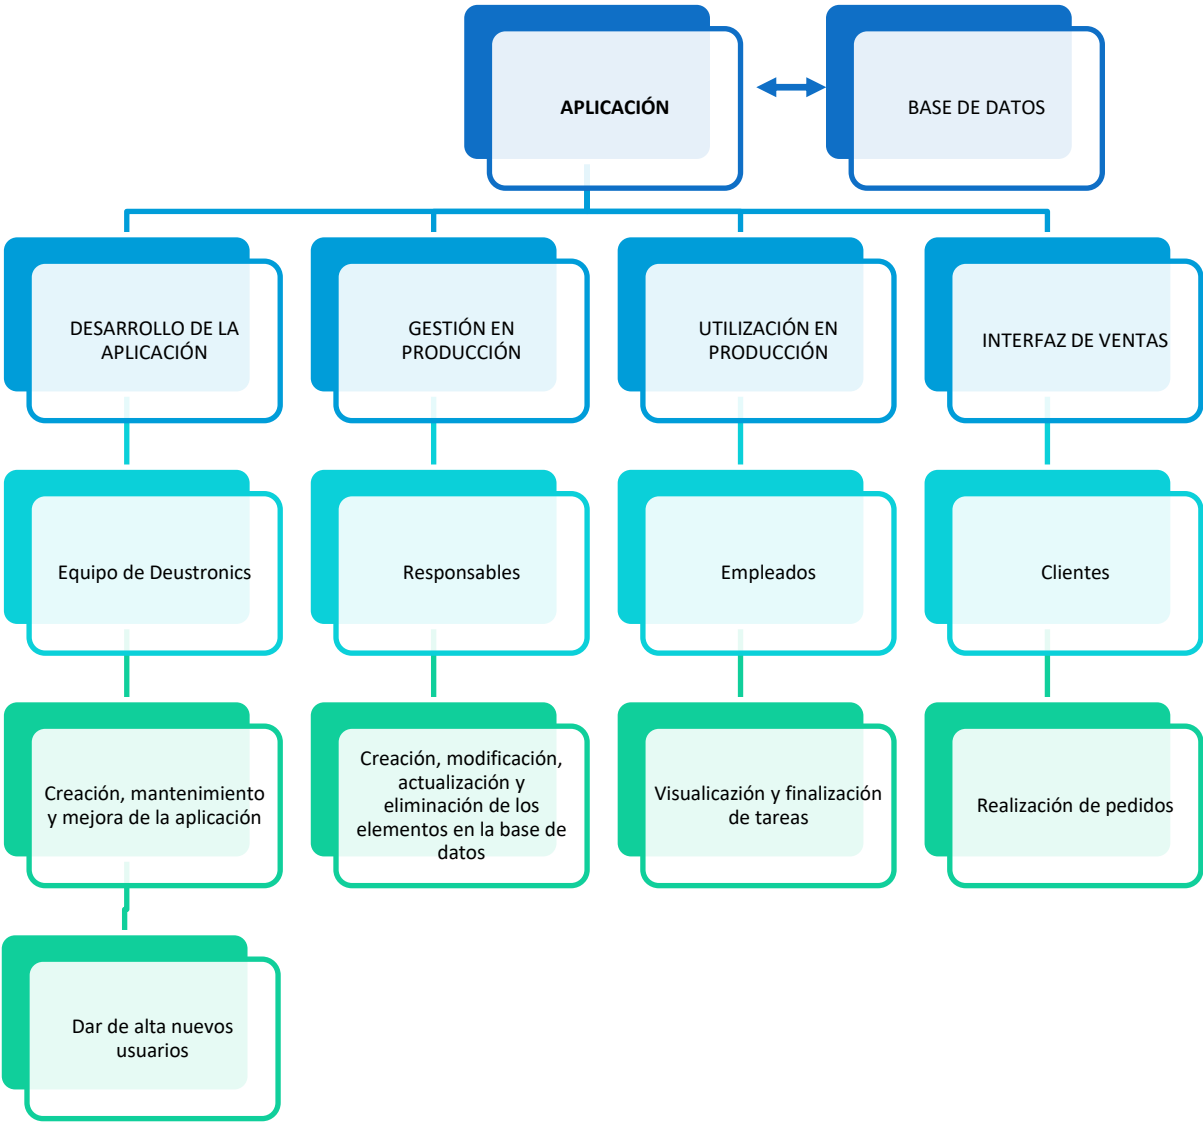 APLICACIÓN
BASE DE DATOS
DESARROLLO DE LA
APLICACIÓN
GESTIÓN EN
PRODUCCIÓN
UTILIZACIÓN EN
PRODUCCIÓN
INTERFAZ DE VENTAS
Equipo de Deustronics
Responsables
Empleados
Clientes
Creación, mantenimiento
y mejora de la aplicación
Creación, modificación,
actualización y
eliminación de los
elementos en la base de
datos
Visualicazión y finalización
de tareas
Realización de pedidos
Dar de alta nuevos
usuarios